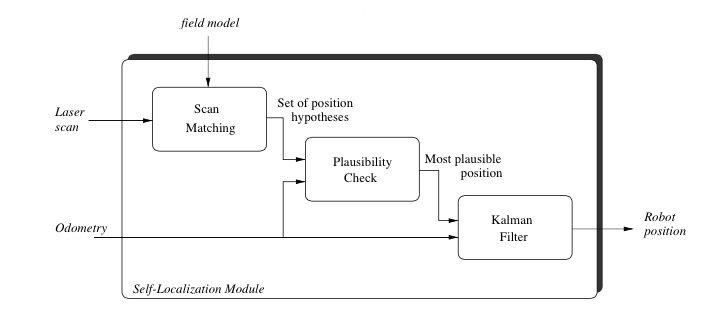 field model
Laser
scan
Scan
Matching
Set of position
hypotheses
Plausibility
Check
Most plausible
position
Odometry
Kalman
Filter
Robot
position
Self-Localization Module